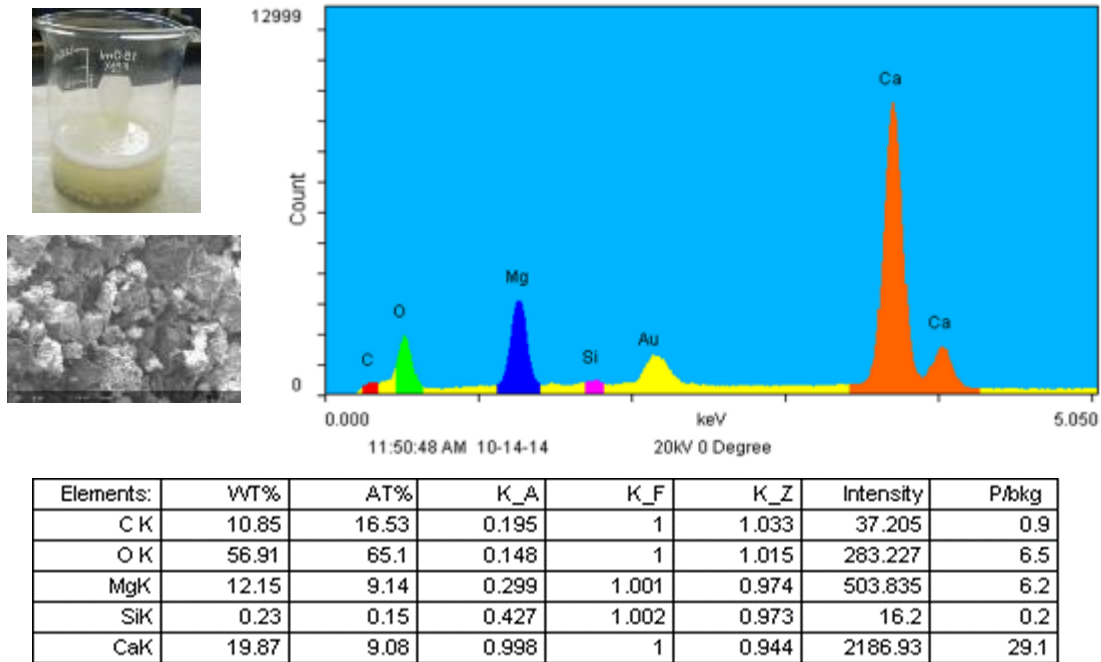 12999
Count
0
C
O
Mg
Si
Au
Ca
Ca
0.000 keV 5.050
11:50:48 AM 10-14-14 20kV 0 Degree
Elements: WT% AT% K_A K_F K_Z Intensity P/bkg
C K 10.85 16.53 0.195 1 1.033 37.205 0.9
O K 56.91 65.1 0.148 1 1.015 283.227 6.5
MgK 12.15 9.14 0.299 1.001 0.974 503.835 6.2
SiK 0.23 0.15 0.427 1.002 0.973 16.2 0.2
CaK 19.87 9.08 0.998 1 0.944 2186.93 29.1